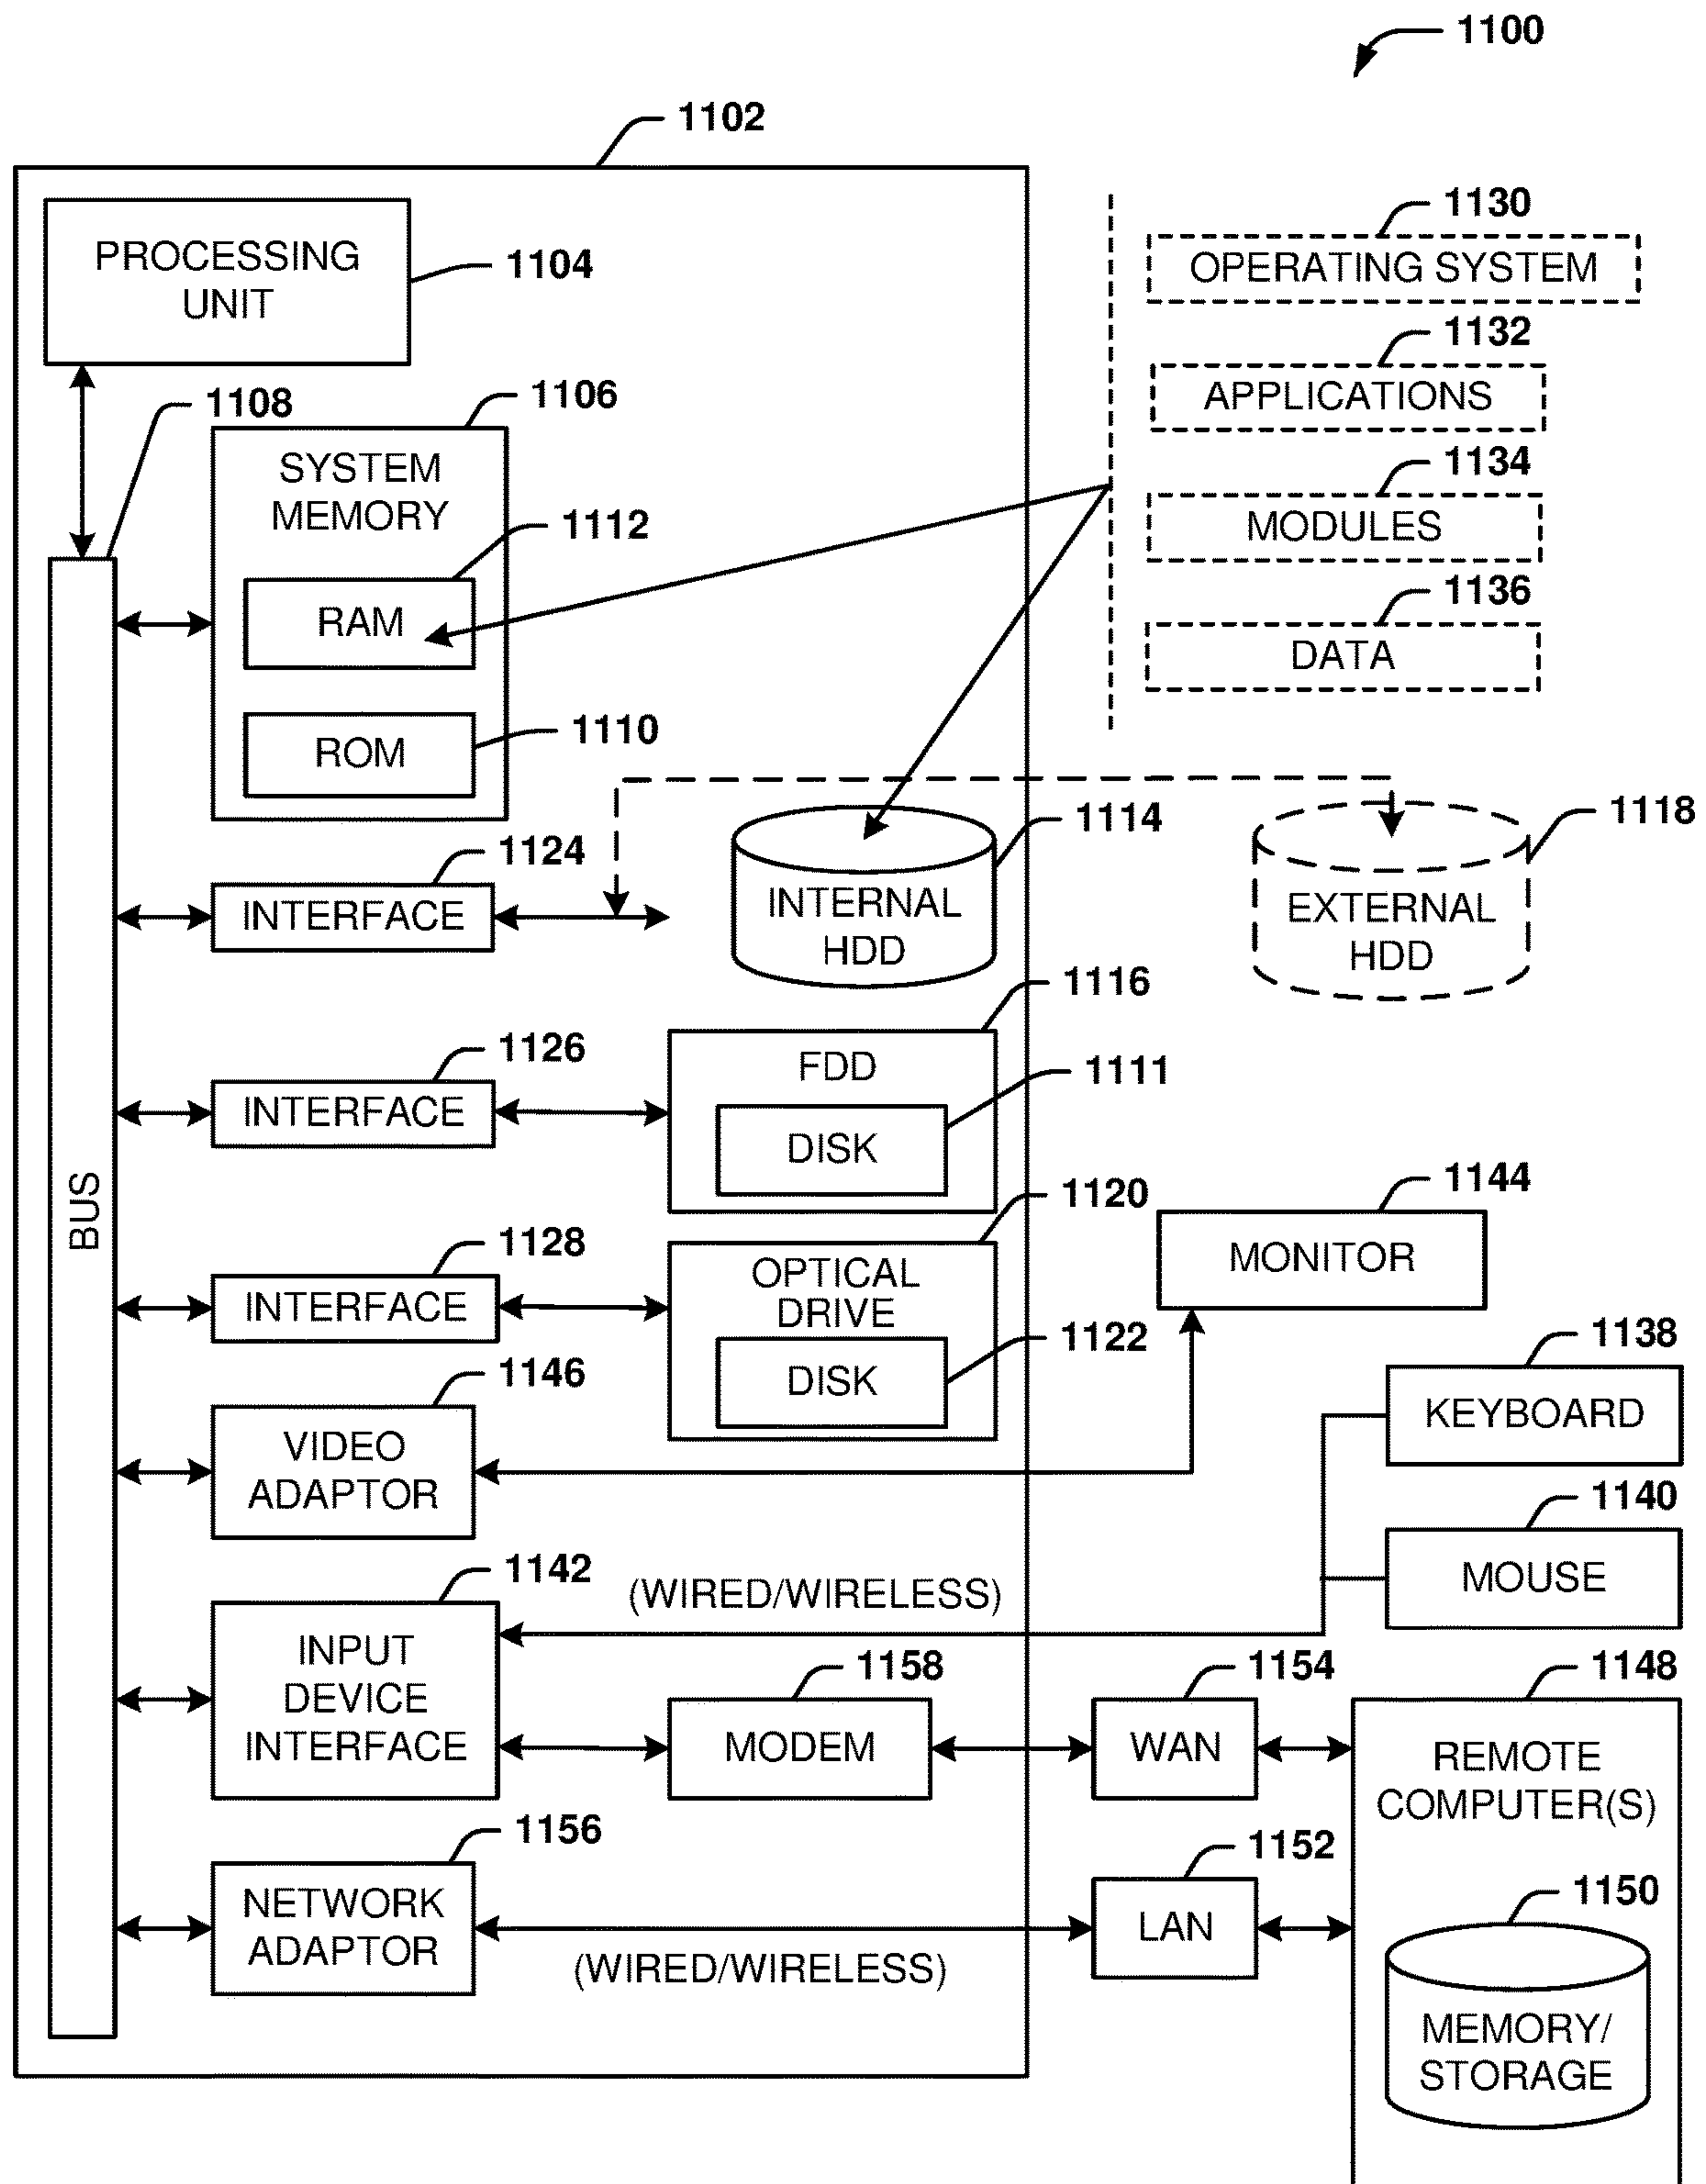 1100
1102
PROCESSING
UNIT
1104
1130
OPERATING SYSTEM
1132
APPLICATIONS
1134
MODULES
1136
DATA
1108
1106
SYSTEM
MEMORY
1112
RAM
1110
ROM
1124
INTERFACE
1114
INTERNAL
HDD
1118
EXTERNAL
HDD
1126
INTERFACE
1116
FDD
1111
DISK
BUS
1128
INTERFACE
1120
OPTICAL
DRIVE
1122
DISK
1144
MONITOR
1146
VIDEO
ADAPTOR
1138
KEYBOARD
1140
MOUSE
1142
INPUT
DEVICE
INTERFACE
(WIRED/WIRELESS)
1158
MODEM
1154
WAN
1148
REMOTE
COMPUTER(S)
1156
NETWORK
ADAPTOR
(WIRED/WIRELESS)
1152
LAN
1150
MEMORY/
STORAGE